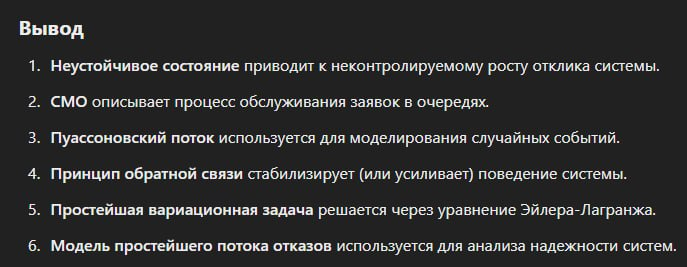 Вывод
1. Неустойчивое состояние приводит к неконтролируемому росту отклика системы.
2. СМО описывает процесс обслуживания заявок в очередях.
3. Пуассоновский поток используется для моделирования случайных событий.
4. Принцип обратной связи стабилизирует (или усиливает) поведение системы.
5. Простейшая вариационная задача решается через уравнение Эйлера-Лагранжа.
6. Модель простейшего потока отказов используется для анализа надежности систем.